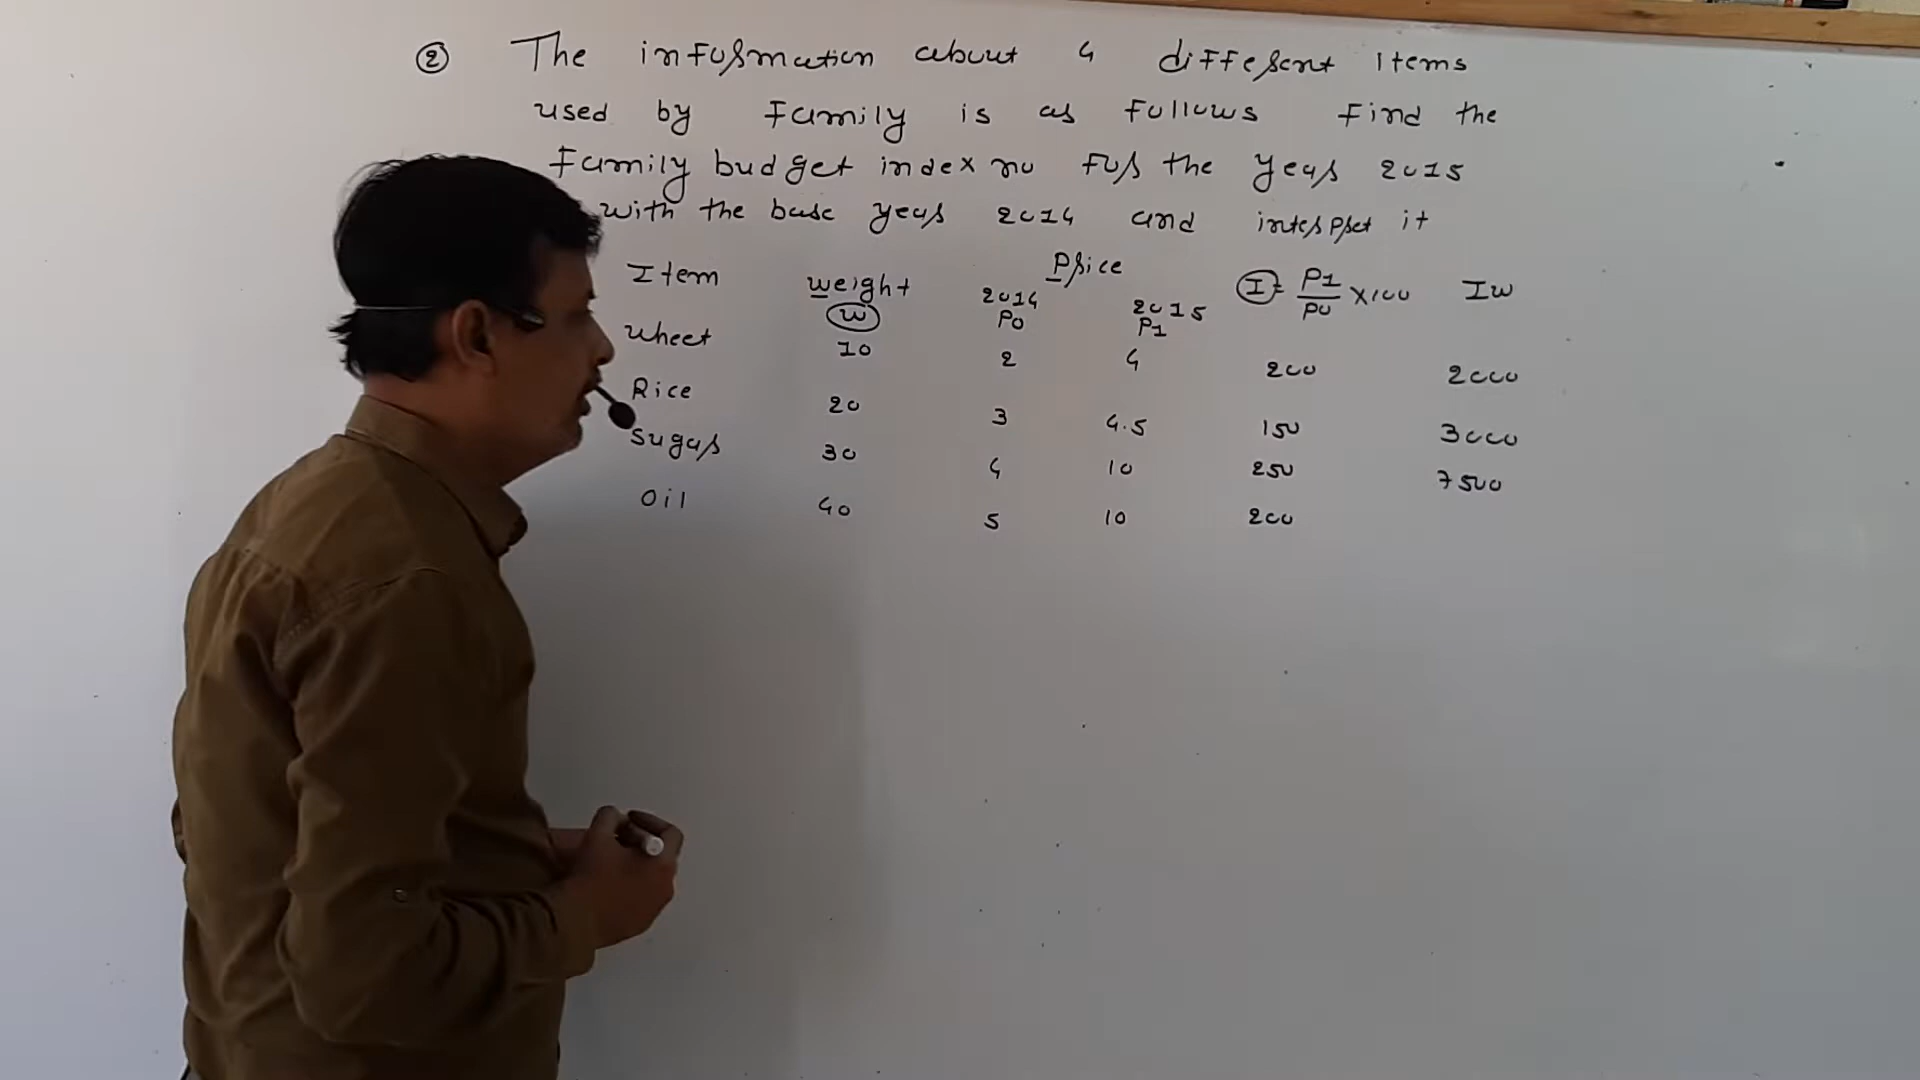 ② The information about 4 different Items
used by Family is as Follows Find the
Family budget index no for the year 2015
with the base year 2014 and interpret it
Item weight Price I = P1/P0 X100 IW
w 2014 P0 2015 P1
Wheet 10 2 4 200 2000
Rice 20 3 4.5 150 3000
Sugar 30 4 10 250 7500
Oil 40 5 10 200